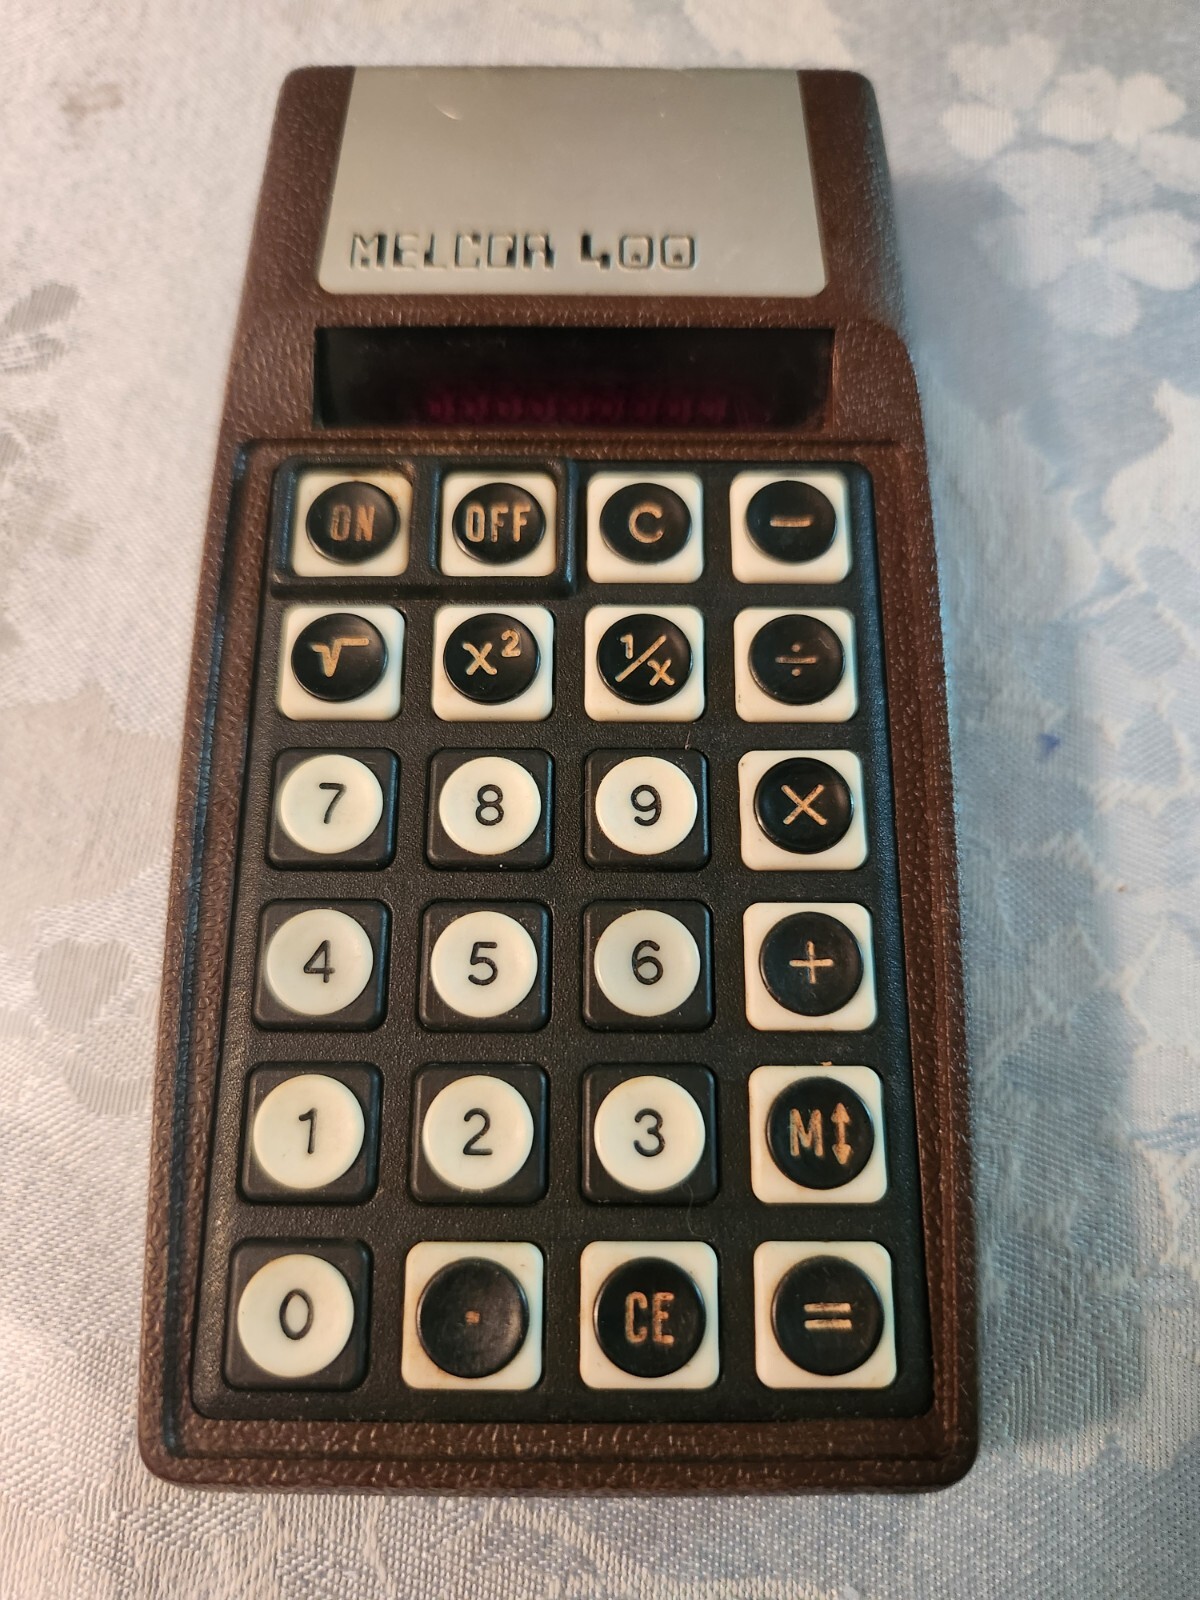 MELCOR 400
ON OFF C −
√ x² 1/x ÷
7 8 9 ×
4 5 6 +
1 2 3 M↕
0 . CE =